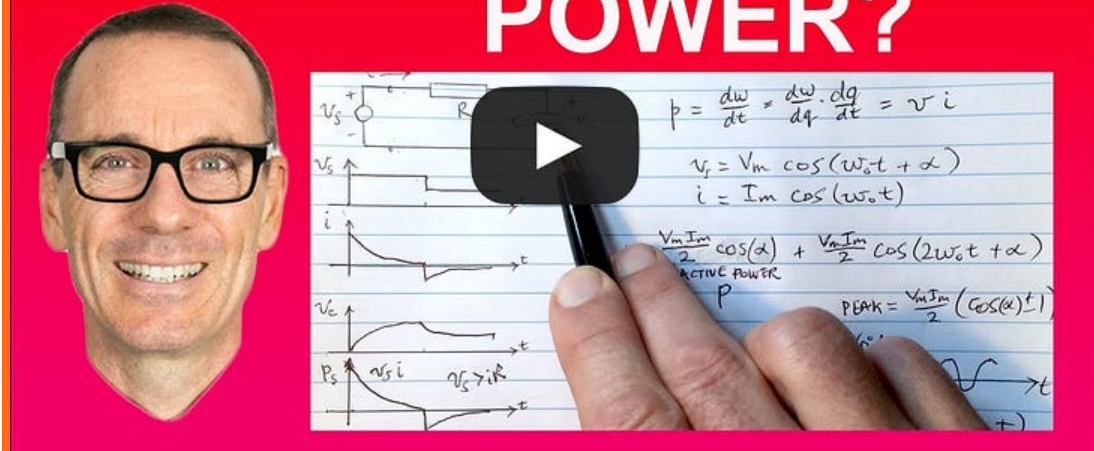 POWER?
R
p = dw/dt = dw/dq · dq/dt = v i
vs
+
-
vs
vs = Vm cos(ω₀t + α)
i = Im cos(ω₀t)
i
t
VmIm/2 cos(α) + VmIm/2 cos(2ω₀t + α)
ACTIVE POWER
P
PEAK = VmIm/2 (cos(α) ± 1)
vc
t
Ps
vs i
vs > iR
t
t